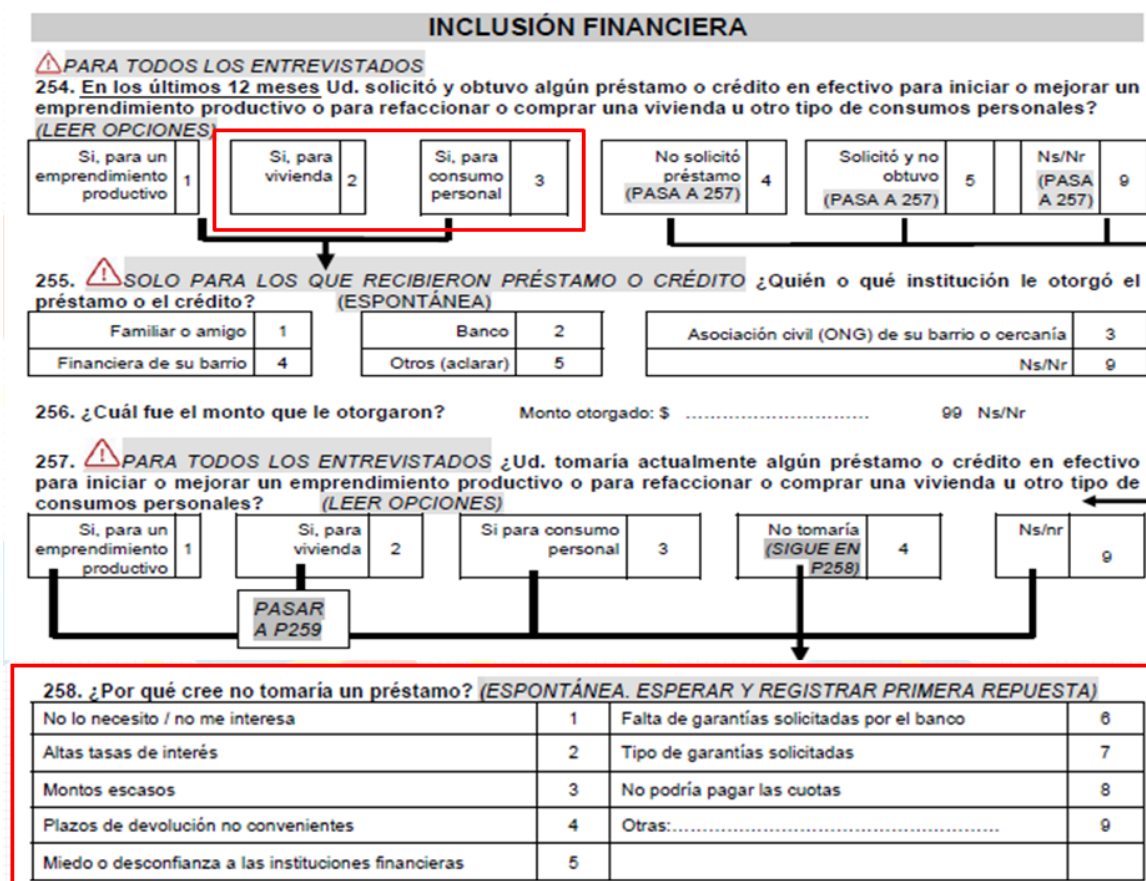 INCLUSIÓN FINANCIERA
PARA TODOS LOS ENTREVISTADOS
254. En los últimos 12 meses Ud. solicitó y obtuvo algún préstamo o crédito en efectivo para iniciar o mejorar un
emprendimiento productivo o para refaccionar o comprar una vivienda u otro tipo de consumos personales?
(LEER OPCIONES)
Si, para un emprendimiento productivo 1 Si, para vivienda 2 Si, para consumo personal 3 No solicitó préstamo (PASA A 257) 4 Solicitó y no obtuvo (PASA A 257) 5 Ns/Nr (PASA A 257) 9
255. SOLO PARA LOS QUE RECIBIERON PRÉSTAMO O CRÉDITO ¿Quién o qué institución le otorgó el
préstamo o el crédito? (ESPONTÁNEA)
Familiar o amigo 1 Banco 2 Asociación civil (ONG) de su barrio o cercanía 3
Financiera de su barrio 4 Otros (aclarar) 5 Ns/Nr 9
256. ¿Cuál fue el monto que le otorgaron? Monto otorgado: $ .............................. 99 Ns/Nr
257. PARA TODOS LOS ENTREVISTADOS ¿Ud. tomaría actualmente algún préstamo o crédito en efectivo
para iniciar o mejorar un emprendimiento productivo o para refaccionar o comprar una vivienda u otro tipo de
consumos personales? (LEER OPCIONES)
Si, para un emprendimiento productivo 1 Si, para vivienda 2 Si para consumo personal 3 No tomaría (SIGUE EN P258) 4 Ns/nr 9
PASAR
A P259
258. ¿Por qué cree no tomaría un préstamo? (ESPONTÁNEA. ESPERAR Y REGISTRAR PRIMERA REPUESTA)
No lo necesito / no me interesa 1 Falta de garantías solicitadas por el banco 6
Altas tasas de interés 2 Tipo de garantías solicitadas 7
Montos escasos 3 No podría pagar las cuotas 8
Plazos de devolución no convenientes 4 Otras:...................................................... 9
Miedo o desconfianza a las instituciones financieras 5